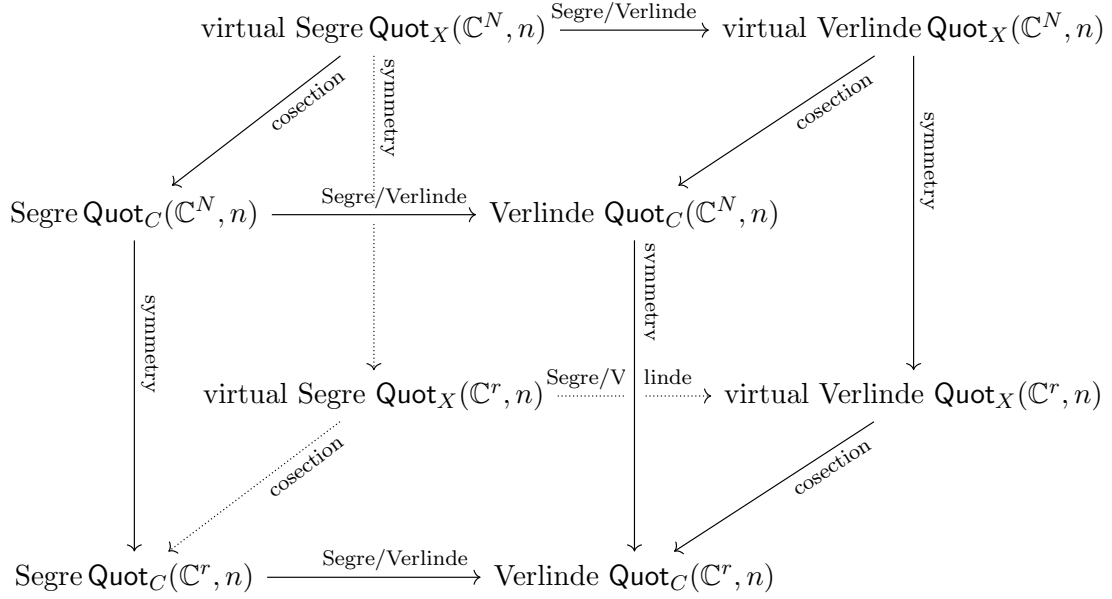 virtual Segre Quot_X(ℂ^N, n) Segre/Verlinde virtual Verlinde Quot_X(ℂ^N, n)
cosection symmetry cosection symmetry
Segre Quot_C(ℂ^N, n) Segre/Verlinde Verlinde Quot_C(ℂ^N, n)
symmetry symmetry
virtual Segre Quot_X(ℂ^r, n) Segre/V linde virtual Verlinde Quot_X(ℂ^r, n)
cosection cosection
Segre Quot_C(ℂ^r, n) Segre/Verlinde Verlinde Quot_C(ℂ^r, n)